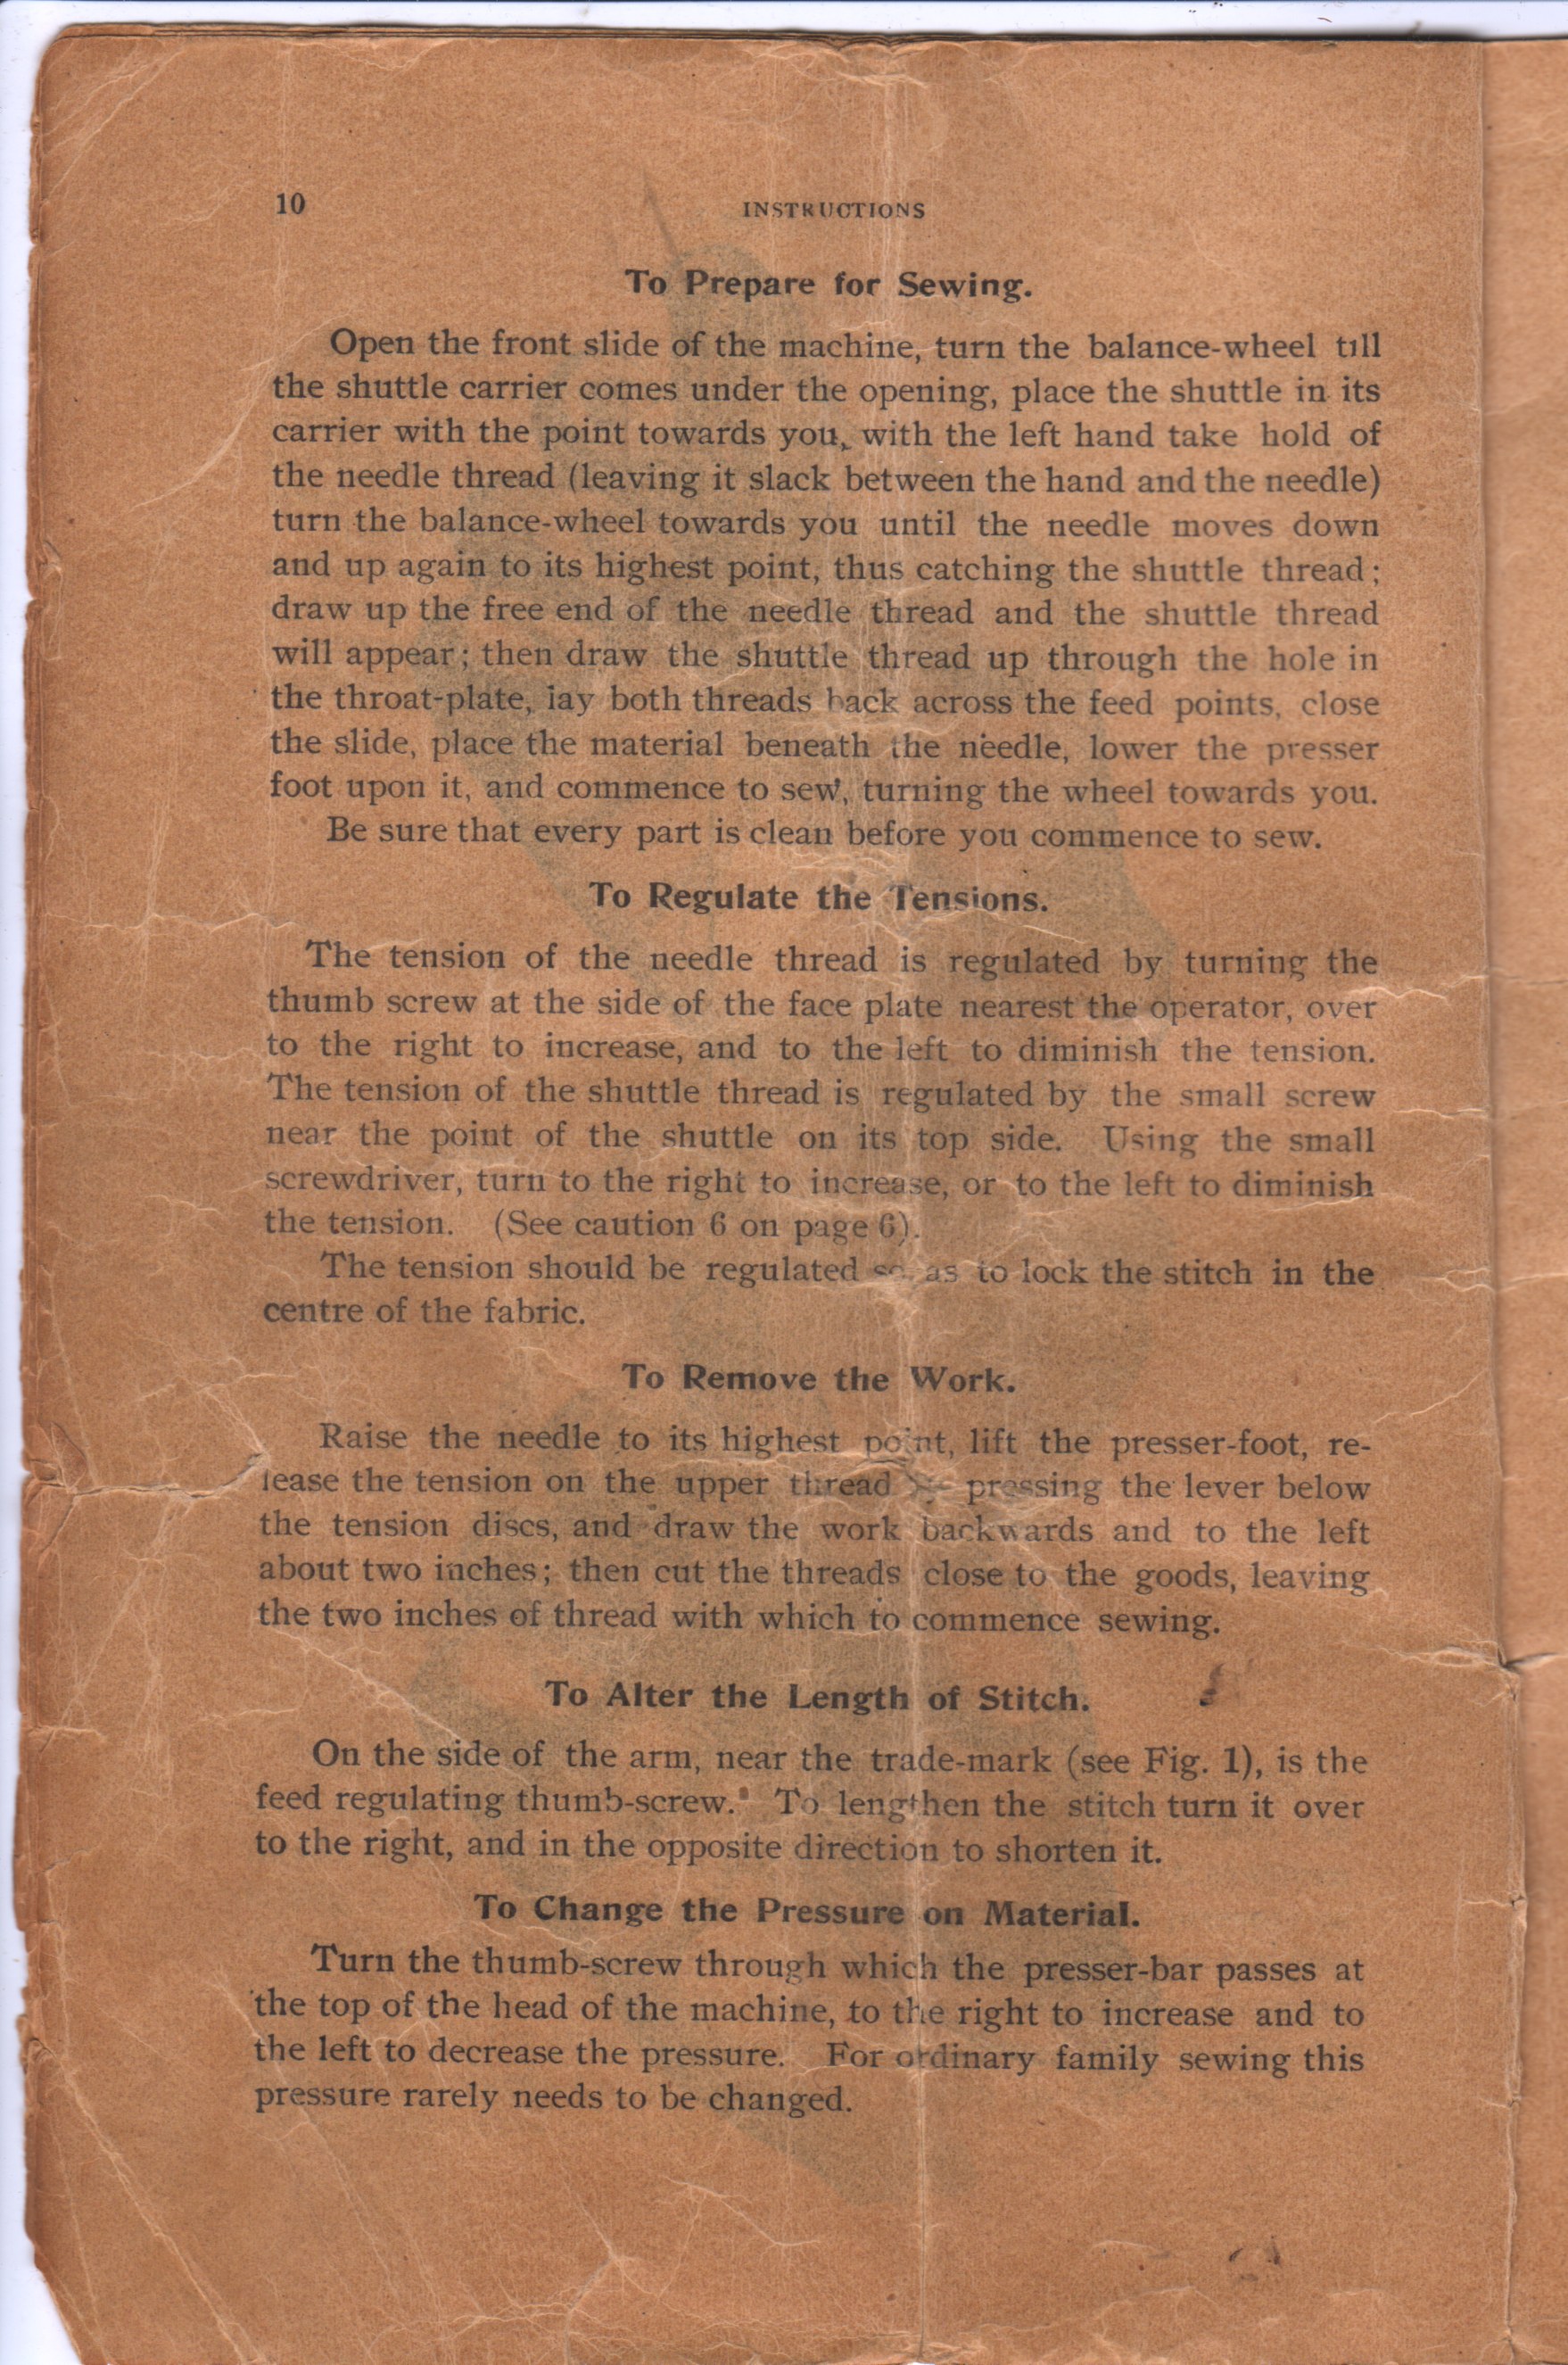 10
INSTRUCTIONS
To Prepare for Sewing.
Open the front slide of the machine, turn the balance-wheel till
the shuttle carrier comes under the opening, place the shuttle in its
carrier with the point towards you, with the left hand take hold of
the needle thread (leaving it slack between the hand and the needle)
turn the balance-wheel towards you until the needle moves down
and up again to its highest point, thus catching the shuttle thread;
draw up the free end of the needle thread and the shuttle thread
will appear; then draw the shuttle thread up through the hole in
the throat-plate, lay both threads back across the feed points, close
the slide, place the material beneath the needle, lower the presser
foot upon it, and commence to sew, turning the wheel towards you.
Be sure that every part is clean before you commence to sew.
To Regulate the Tensions.
The tension of the needle thread is regulated by turning the
thumb screw at the side of the face plate nearest the operator, over
to the right to increase, and to the left to diminish the tension.
The tension of the shuttle thread is regulated by the small screw
near the point of the shuttle on its top side. Using the small
screwdriver, turn to the right to increase, or to the left to diminish
the tension. (See caution 6 on page 6).
The tension should be regulated so as to lock the stitch in the
centre of the fabric.
To Remove the Work.
Raise the needle to its highest point, lift the presser-foot, re-
lease the tension on the upper thread pressing the lever below
the tension discs, and draw the work backwards and to the left
about two inches; then cut the threads close to the goods, leaving
the two inches of thread with which to commence sewing.
To Alter the Length of Stitch.
On the side of the arm, near the trade-mark (see Fig. 1), is the
feed regulating thumb-screw. To lengthen the stitch turn it over
to the right, and in the opposite direction to shorten it.
To Change the Pressure on Material.
Turn the thumb-screw through which the presser-bar passes at
the top of the head of the machine, to the right to increase and to
the left to decrease the pressure. For ordinary family sewing this
pressure rarely needs to be changed.